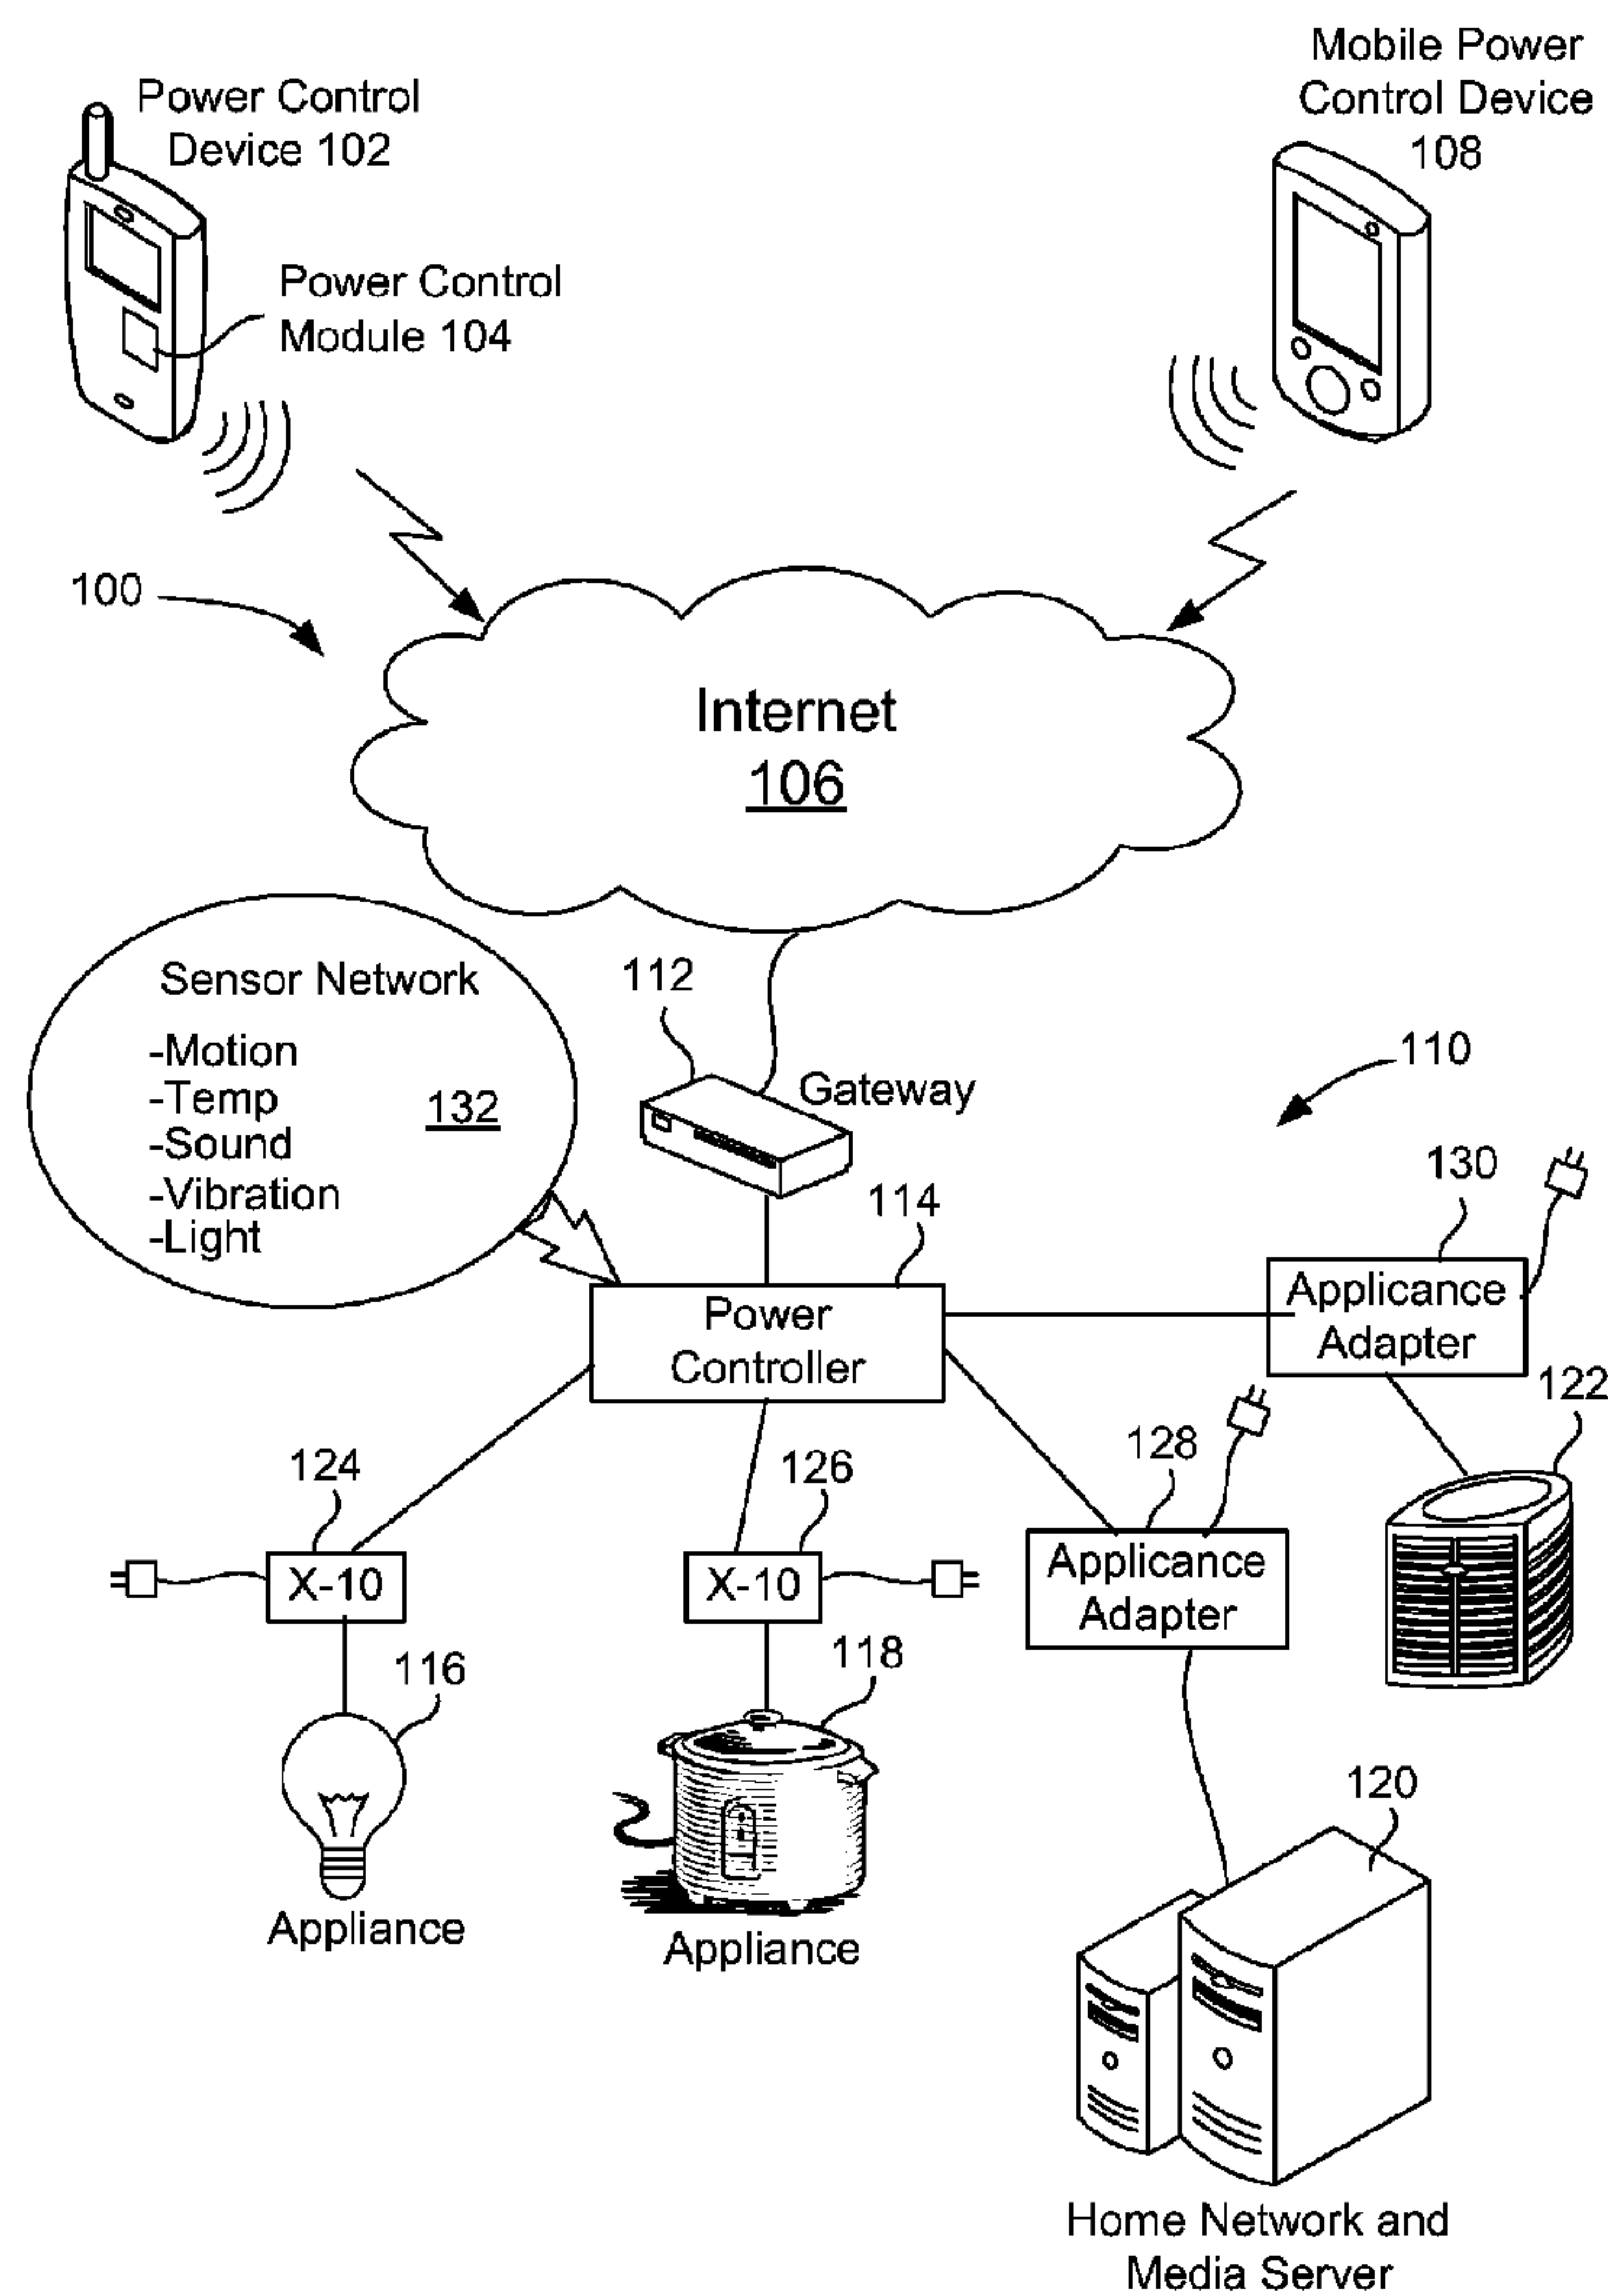 Power Control
Device 102
Mobile Power
Control Device
108
Power Control
Module 104
100
Internet
106
Sensor Network
-Motion
-Temp
-Sound
-Vibration
-Light
132
112
Gateway
110
114
130
Power
Controller
Applicance
Adapter
122
124
126
128
X-10
X-10
Applicance
Adapter
116
118
120
Appliance
Appliance
Home Network and
Media Server